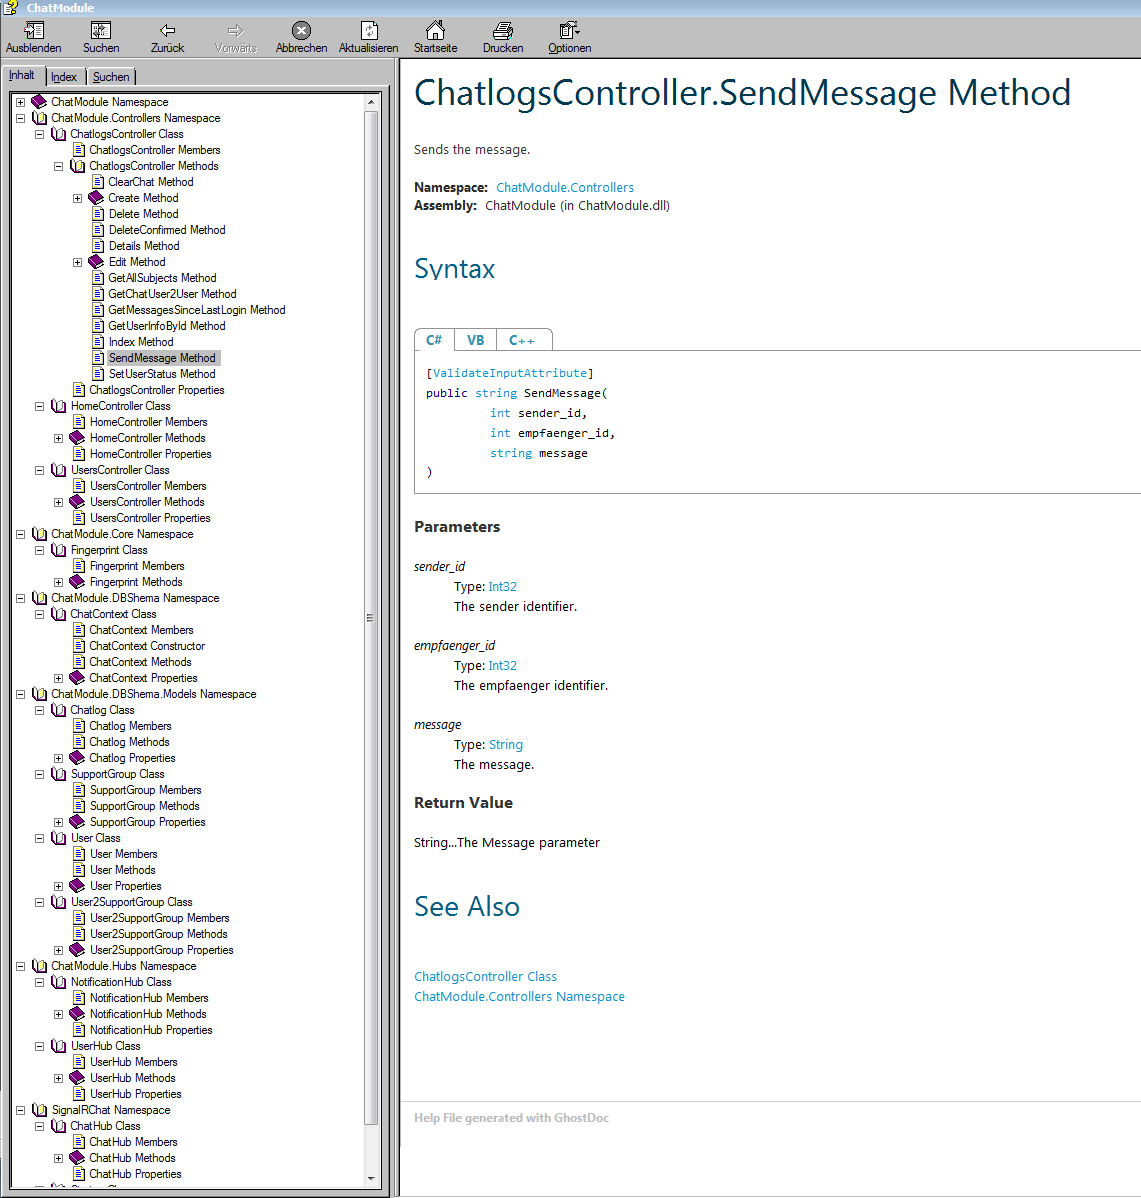 ChatModule
Ausblenden Suchen Zurück Vorwärts Abbrechen Aktualisieren Startseite Drucken Optionen
Inhalt Index Suchen
ChatModule Namespace
ChatModule.Controllers Namespace
ChatlogsController Class
ChatlogsController Members
ChatlogsController Methods
ClearChat Method
Create Method
Delete Method
DeleteConfirmed Method
Details Method
Edit Method
GetAllSubjects Method
GetChatUser2User Method
GetMessagesSinceLastLogin Method
GetUserInfoById Method
Index Method
SendMessage Method
SetUserStatus Method
ChatlogsController Properties
HomeController Class
HomeController Members
HomeController Methods
HomeController Properties
UsersController Class
UsersController Members
UsersController Methods
UsersController Properties
ChatModule.Core Namespace
Fingerprint Class
Fingerprint Members
Fingerprint Methods
ChatModule.DBShema Namespace
ChatContext Class
ChatContext Members
ChatContext Constructor
ChatContext Methods
ChatContext Properties
ChatModule.DBShema.Models Namespace
Chatlog Class
Chatlog Members
Chatlog Methods
Chatlog Properties
SupportGroup Class
SupportGroup Members
SupportGroup Methods
SupportGroup Properties
User Class
User Members
User Methods
User Properties
User2SupportGroup Class
User2SupportGroup Members
User2SupportGroup Methods
User2SupportGroup Properties
ChatModule.Hubs Namespace
NotificationHub Class
NotificationHub Members
NotificationHub Methods
NotificationHub Properties
UserHub Class
UserHub Members
UserHub Methods
UserHub Properties
SignalRChat Namespace
ChatHub Class
ChatHub Members
ChatHub Methods
ChatHub Properties
ChatlogsController.SendMessage Method
Sends the message.
Namespace: ChatModule.Controllers
Assembly: ChatModule (in ChatModule.dll)
Syntax
C# VB C++
[ValidateInputAttribute]
public string SendMessage(
int sender_id,
int empfaenger_id,
string message
)
Parameters
sender_id
Type: Int32
The sender identifier.
empfaenger_id
Type: Int32
The empfaenger identifier.
message
Type: String
The message.
Return Value
String...The Message parameter
See Also
ChatlogsController Class
ChatModule.Controllers Namespace
Help File generated with GhostDoc